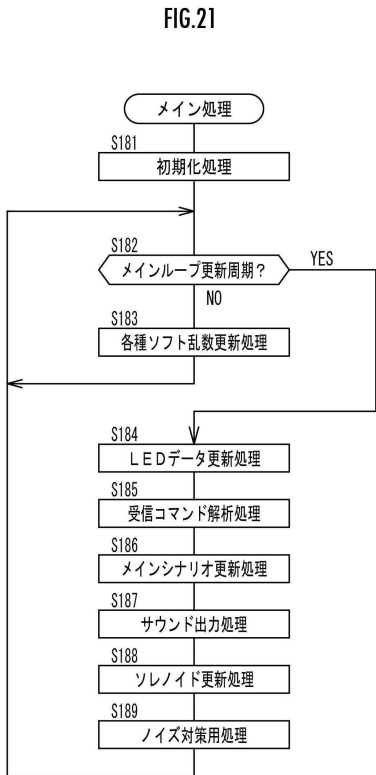 FIG.21
メイン処理
S181
初期化処理
S182
メインループ更新周期?
YES
NO
S183
各種ソフト乱数更新処理
S184
LEDデータ更新処理
S185
受信コマンド解析処理
S186
メインシナリオ更新処理
S187
サウンド出力処理
S188
ソレノイド更新処理
S189
ノイズ対策用処理